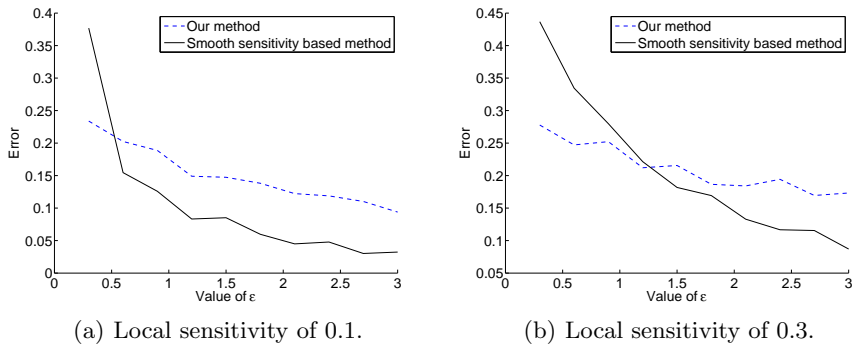 0.4
0.35
0.3
0.25
0.2
0.15
0.1
0.05
0
Error
Our method
Smooth sensitivity based method
0 0.5 1 1.5 2 2.5 3
Value of ε
(a) Local sensitivity of 0.1.
0.45
0.4
0.35
0.3
0.25
0.2
0.15
0.1
0.05
Error
Our method
Smooth sensitivity based method
0 0.5 1 1.5 2 2.5 3
Value of ε
(b) Local sensitivity of 0.3.